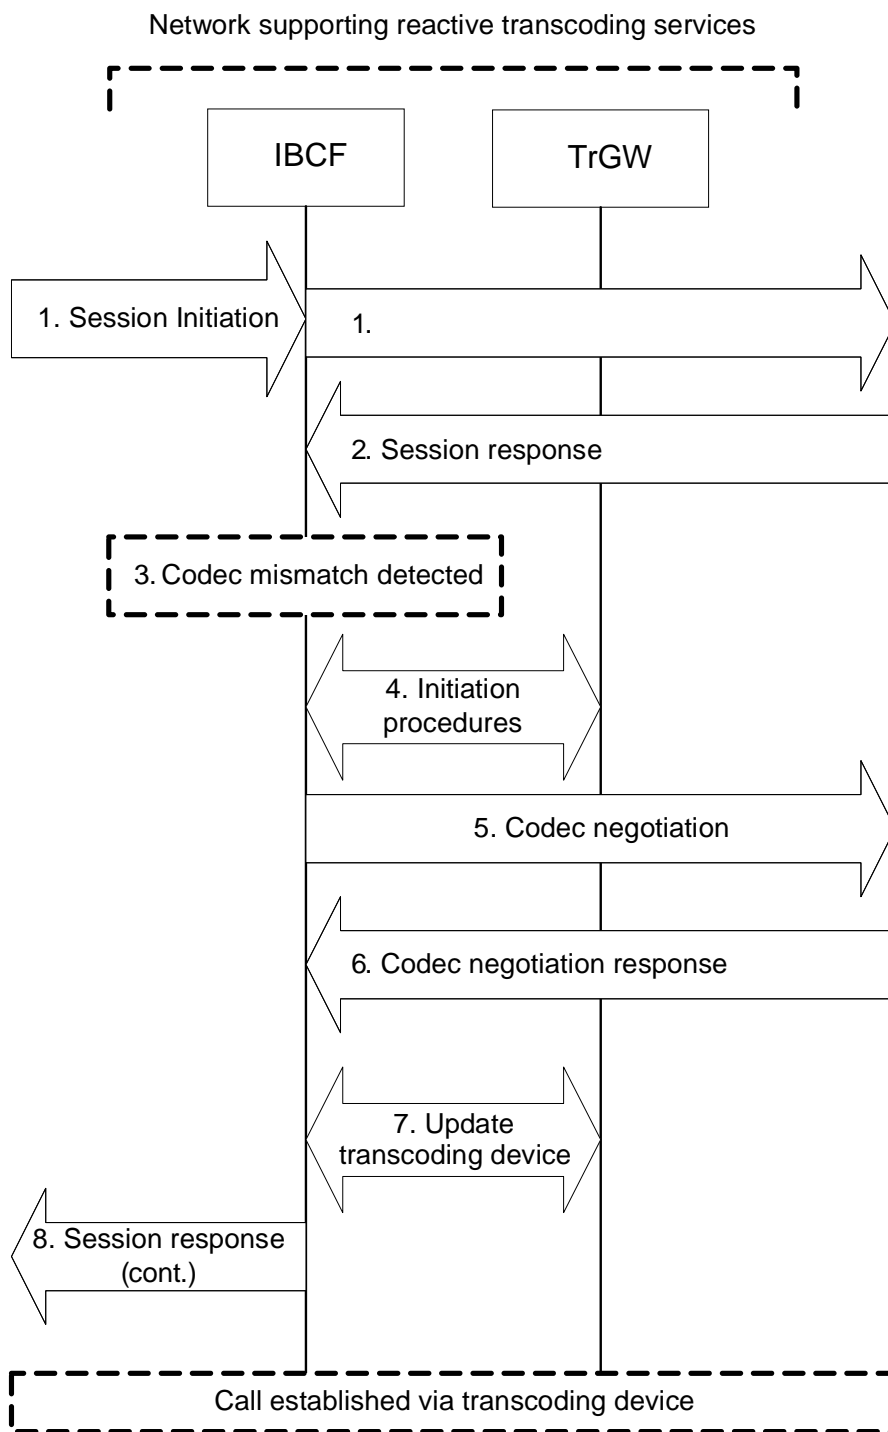 Network supporting reactive transcoding services
IBCF
TrGW
1. Session Initiation
1.
2. Session response
3. Codec mismatch detected
4. Initiation
procedures
5. Codec negotiation
6. Codec negotiation response
7. Update
transcoding device
8. Session response
(cont.)
Call established via transcoding device